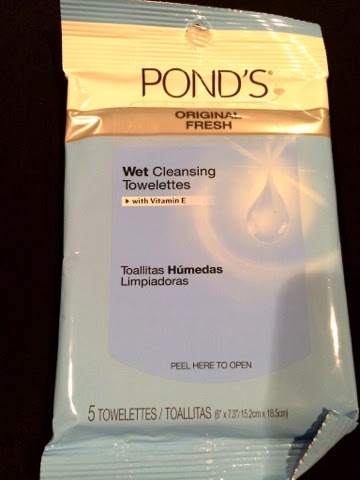 POND'S®
ORIGINAL
FRESH
Wet Cleansing
Towelettes
with Vitamin E
Toallitas Húmedas
Limpiadoras
PEEL HERE TO OPEN
5 TOWELETTES / TOALLITAS (6" x 7.3"/15.2cm x 18.5cm)